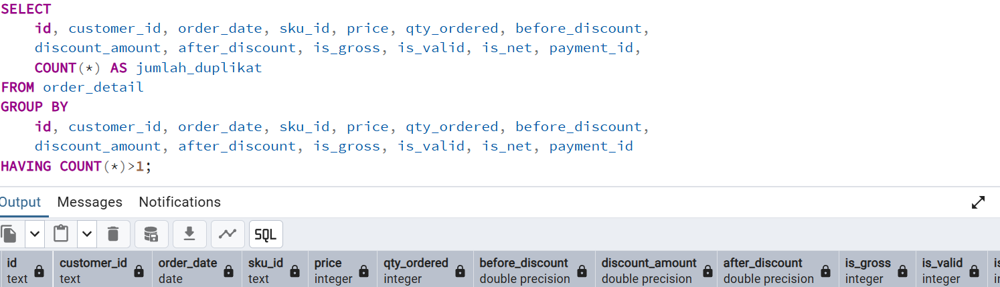 SELECT
id, customer_id, order_date, sku_id, price, qty_ordered, before_discount,
discount_amount, after_discount, is_gross, is_valid, is_net, payment_id,
COUNT(*) AS jumlah_duplikat
FROM order_detail
GROUP BY
id, customer_id, order_date, sku_id, price, qty_ordered, before_discount,
discount_amount, after_discount, is_gross, is_valid, is_net, payment_id
HAVING COUNT(*)>1;
Output Messages Notifications
SQL
id customer_id order_date sku_id price qty_ordered before_discount discount_amount after_discount is_gross is_valid
text text date text integer integer double precision double precision double precision integer integer